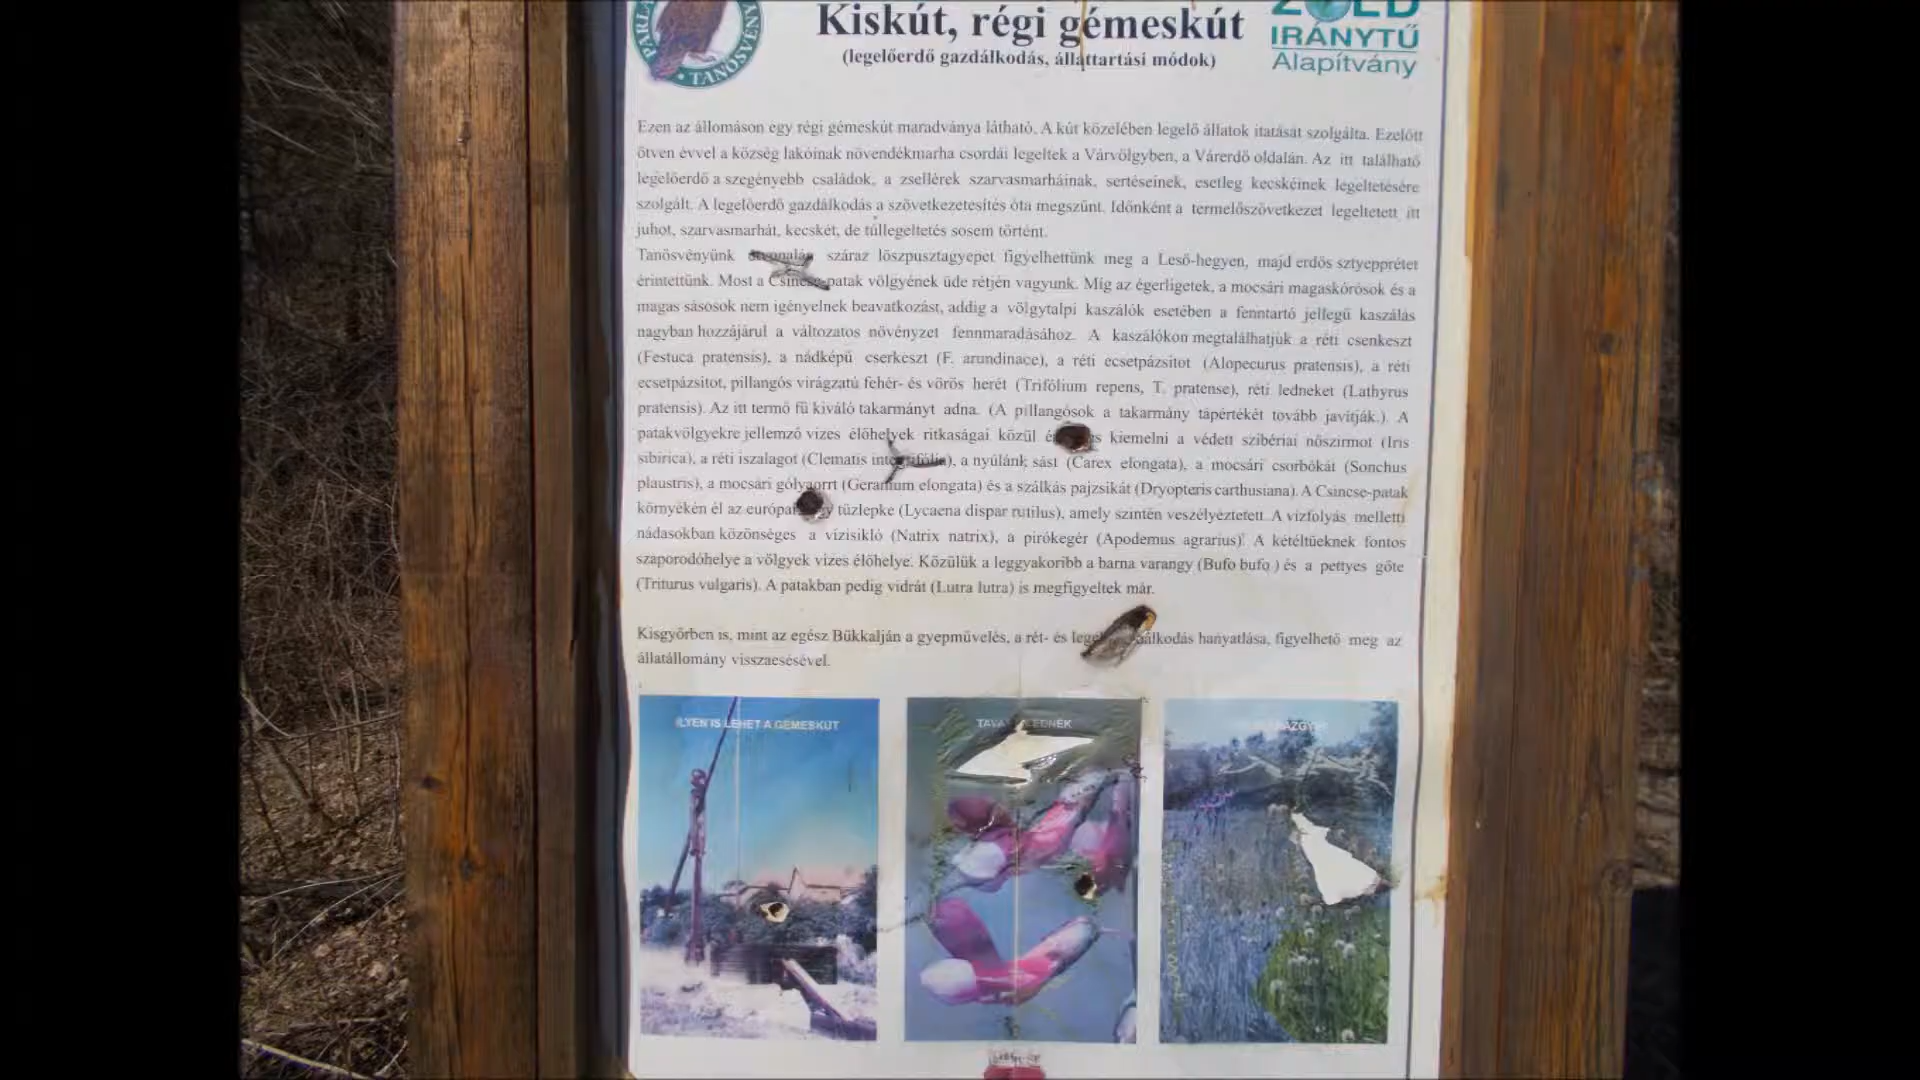 PARLA
TANÖSVÉNY
Kiskút, régi gémeskút
(legelőerdő gazdálkodás, állattartási módok)
ZÖLD
IRÁNYTŰ
Alapítvány
Ezen az állomáson egy régi gémeskút maradványa látható. A kút közelében legelő állatok itatását szolgálta. Ezelőtt
ötven évvel a község lakóinak növendékmarha csordái legeltek a Várvölgyben, a Várerdő oldalán. Az itt található
legelőerdő a szegényebb családok, a zsellérek szarvasmarháinak, sertéseinek, esetleg kecskéinek legeltetésére
szolgált. A legelőerdő gazdálkodás a szövetkezetesítés óta megszűnt. Időnként a termelőszövetkezet legeltetett itt
juhot, szarvasmarhát, kecskét, de túllegeltetés sosem történt.
Tanösvényünk száraz löszpusztagyepet figyelhettünk meg a Leső-hegyen, majd erdős sztyepprétet
érintettünk. Most a Csincse-patak völgyének üde rétjén vagyunk. Míg az égerligetek, a mocsári magaskórósok és a
magas sásosok nem igényelnek beavatkozást, addig a völgytalpi kaszálók esetében a fenntartó jellegű kaszálás
nagyban hozzájárul a változatos növényzet fennmaradásához. A kaszálókon megtalálhatjuk a réti csenkeszt
(Festuca pratensis), a nádképű cserkeszt (F. arundinace), a réti ecsetpázsitot (Alopecurus pratensis), a réti
ecsetpázsitot, pillangós virágzatú fehér- és vörös herét (Trifólium repens, T. pratense), réti ledneket (Lathyrus
pratensis). Az itt termő fű kiváló takarmányt adna. (A pillangósok a takarmány tápértékét tovább javítják.). A
patakvölgyekre jellemző vizes élőhelyek ritkaságai közül kiemelni a védett szibériai nőszirmot (Iris
sibirica), a réti iszalagot (Clematis integrifólia), a nyúlánk sást (Carex elongata), a mocsári csorbókát (Sonchus
plaustris), a mocsári gólyaorrt (Geranium elongata) és a szálkás pajzsikát (Dryopteris carthusiana). A Csincse-patak
környékén él az tűzlepke (Lycaena dispar rutilus), amely szintén veszélyeztetett. A vízfolyás melletti
nádasokban közönséges a vízisikló (Natrix natrix), a pirókegér (Apodemus agrarius). A kétéltűeknek fontos
szaporodóhelye a völgyek vizes élőhelye. Közülük a leggyakoribb a barna varangy (Bufo bufo ) és a pettyes gőte
(Triturus vulgaris). A patakban pedig vidrát (Lutra lutra) is megfigyeltek már.
Kisgyőrben is, mint az egész Bükkalján a gyepművelés, a rét- és hanyatlása, figyelhető meg az
állatállomány visszaesésével.
ILYEN IS LEHET A GÉMESKÚT